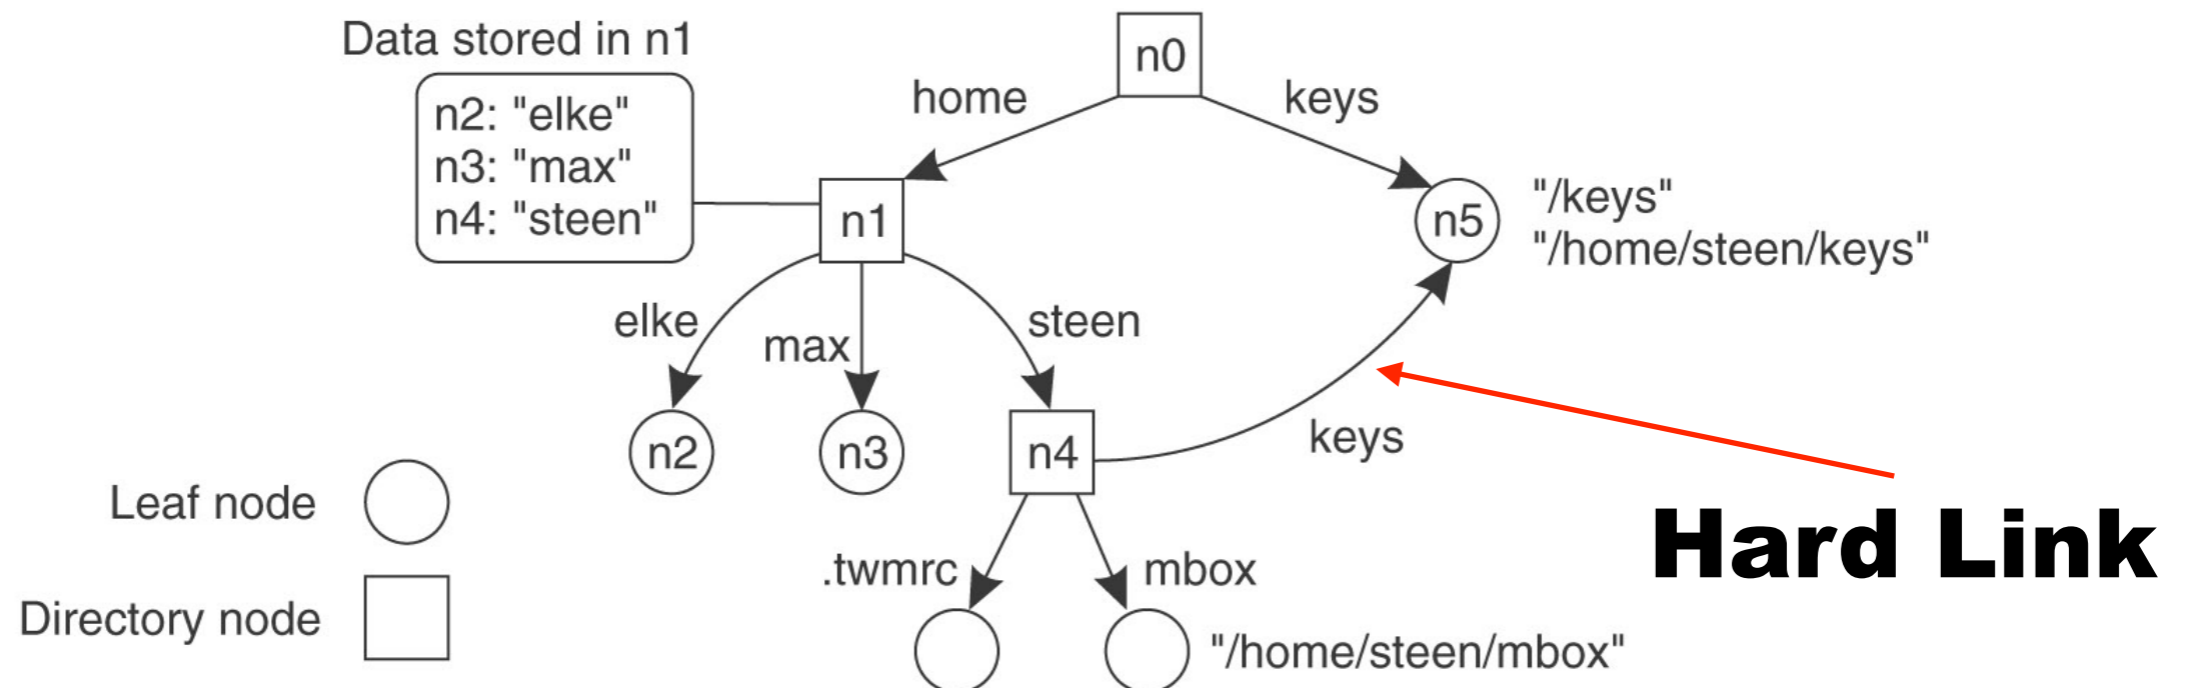 Data stored in n1
n2: "elke"
n3: "max"
n4: "steen"
n0
home
keys
n1
n5
"/keys"
"/home/steen/keys"
elke
max
steen
n2
n3
n4
keys
Hard Link
Leaf node
Directory node
.twmrc
mbox
"/home/steen/mbox"